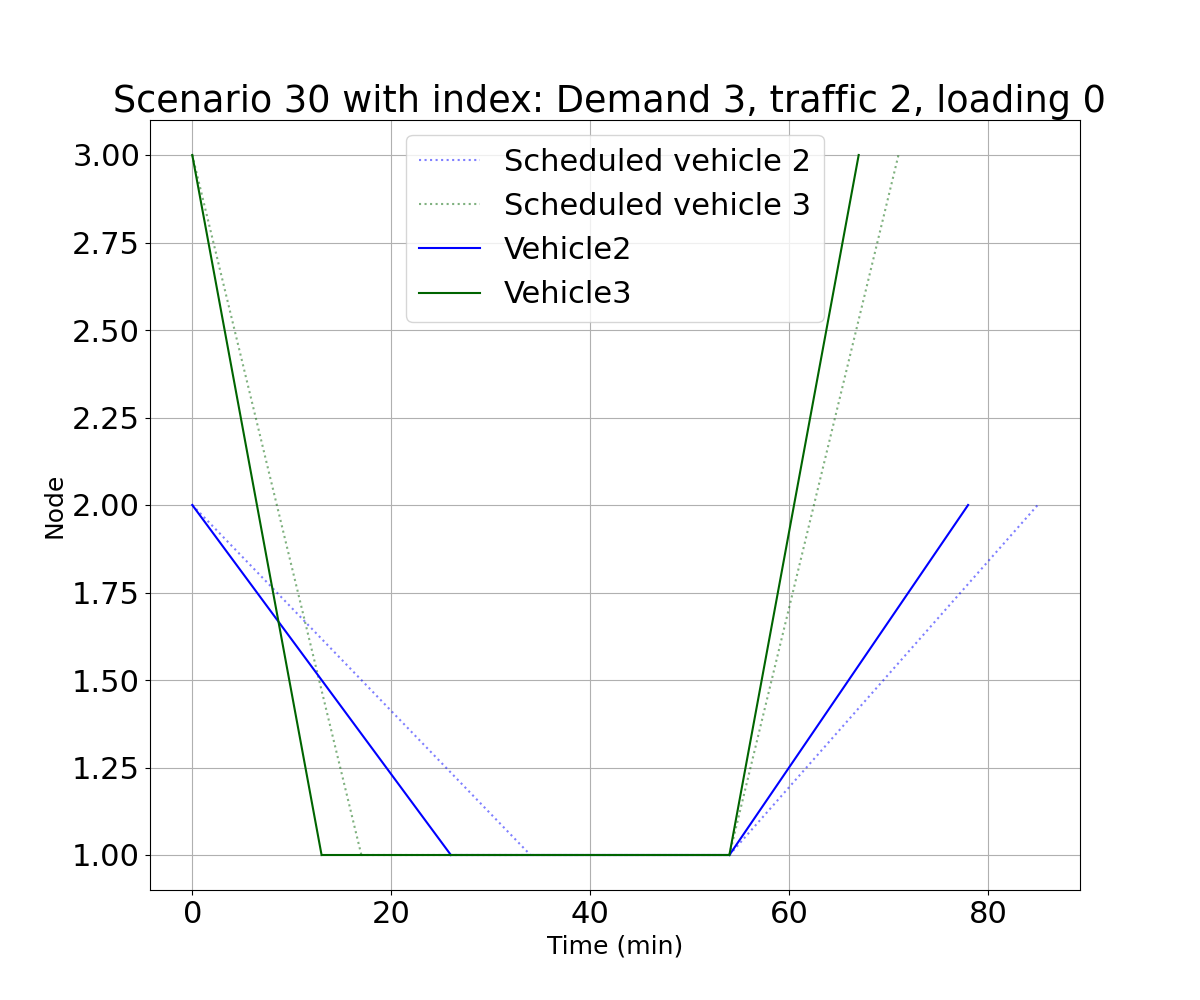 Scenario 30 with index: Demand 3, traffic 2, loading 0
Scheduled vehicle 2
Scheduled vehicle 3
Vehicle2
Vehicle3
3.00
2.75
2.50
2.25
2.00
1.75
1.50
1.25
1.00
Node
0 20 40 60 80
Time (min)